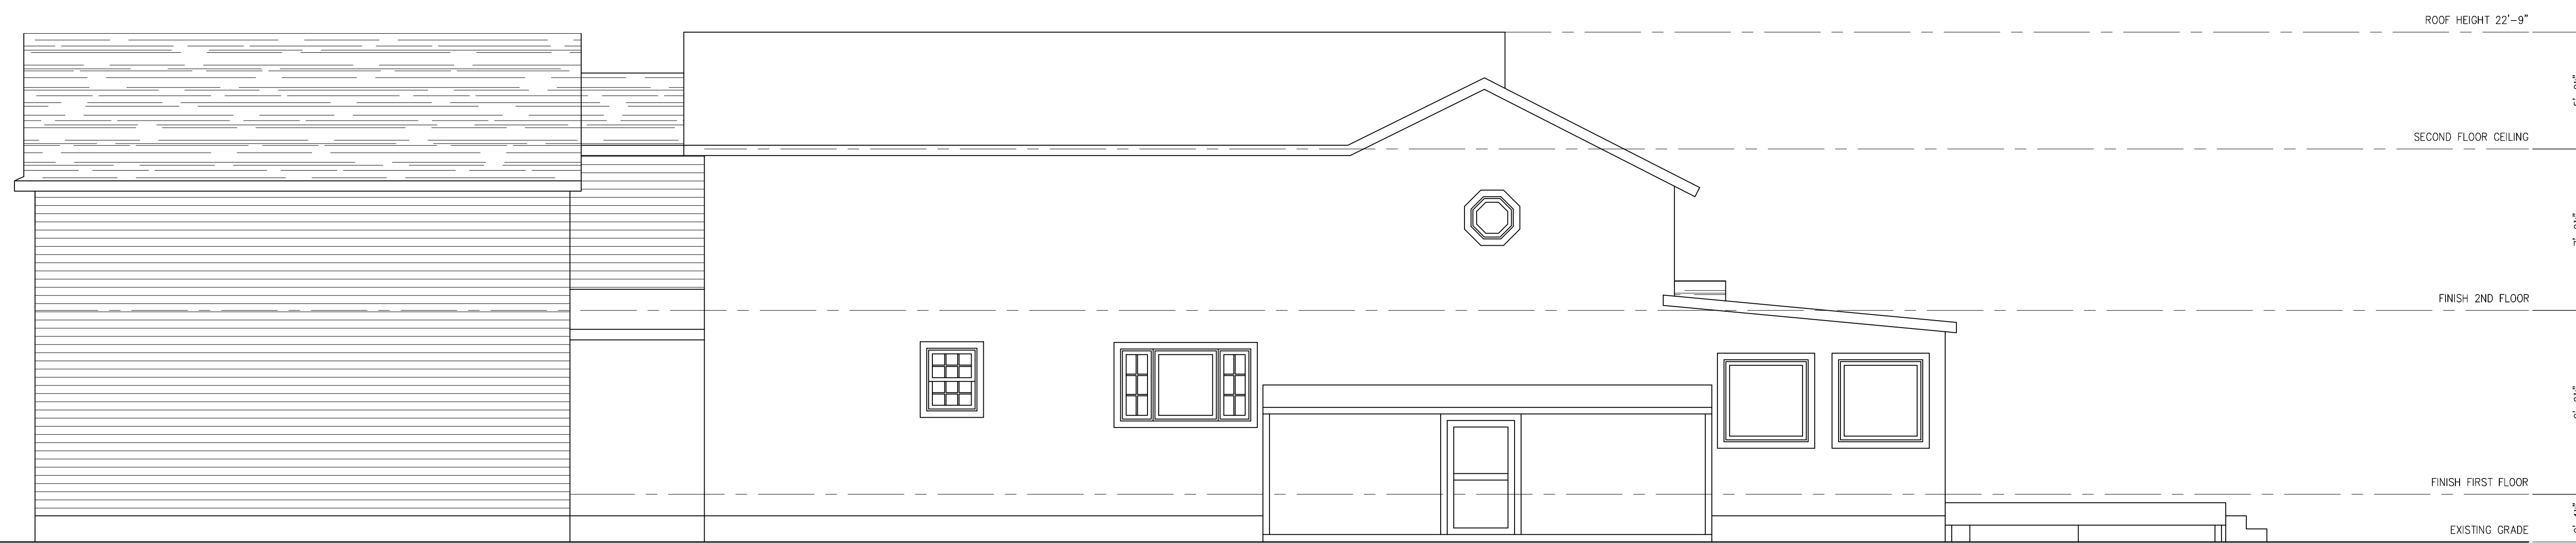 ROOF HEIGHT 22'-9"
SECOND FLOOR CEILING
FINISH 2ND FLOOR
FINISH FIRST FLOOR
EXISTING GRADE